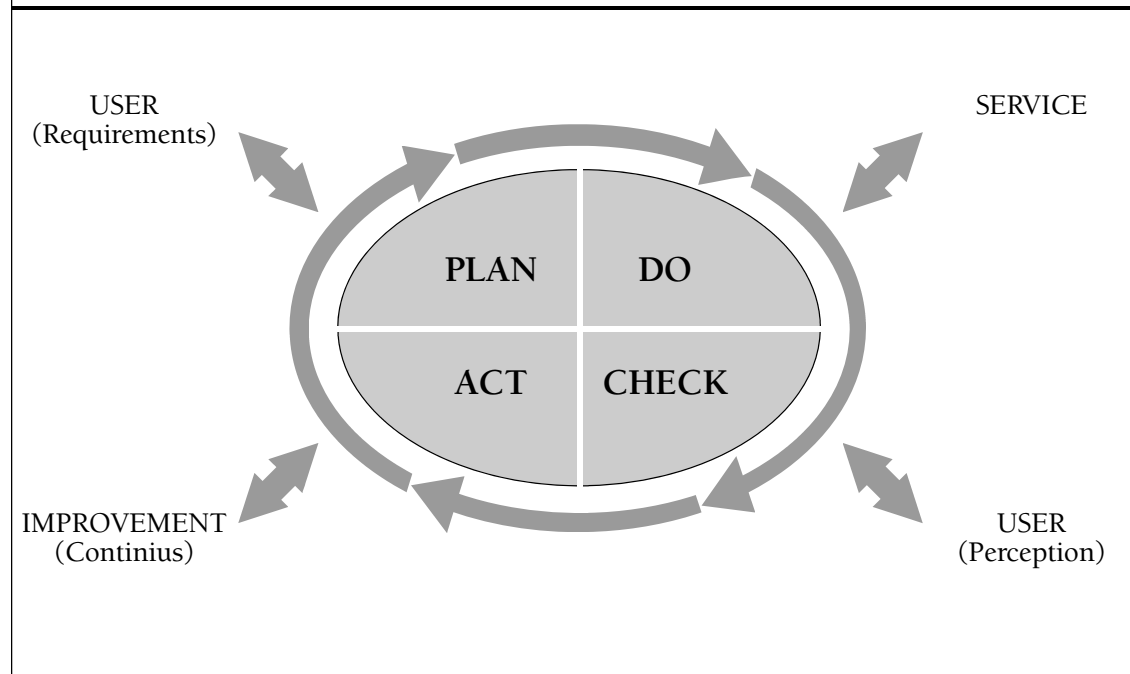 USER
(Requirements)
SERVICE
PLAN
DO
ACT
CHECK
IMPROVEMENT
(Continius)
USER
(Perception)